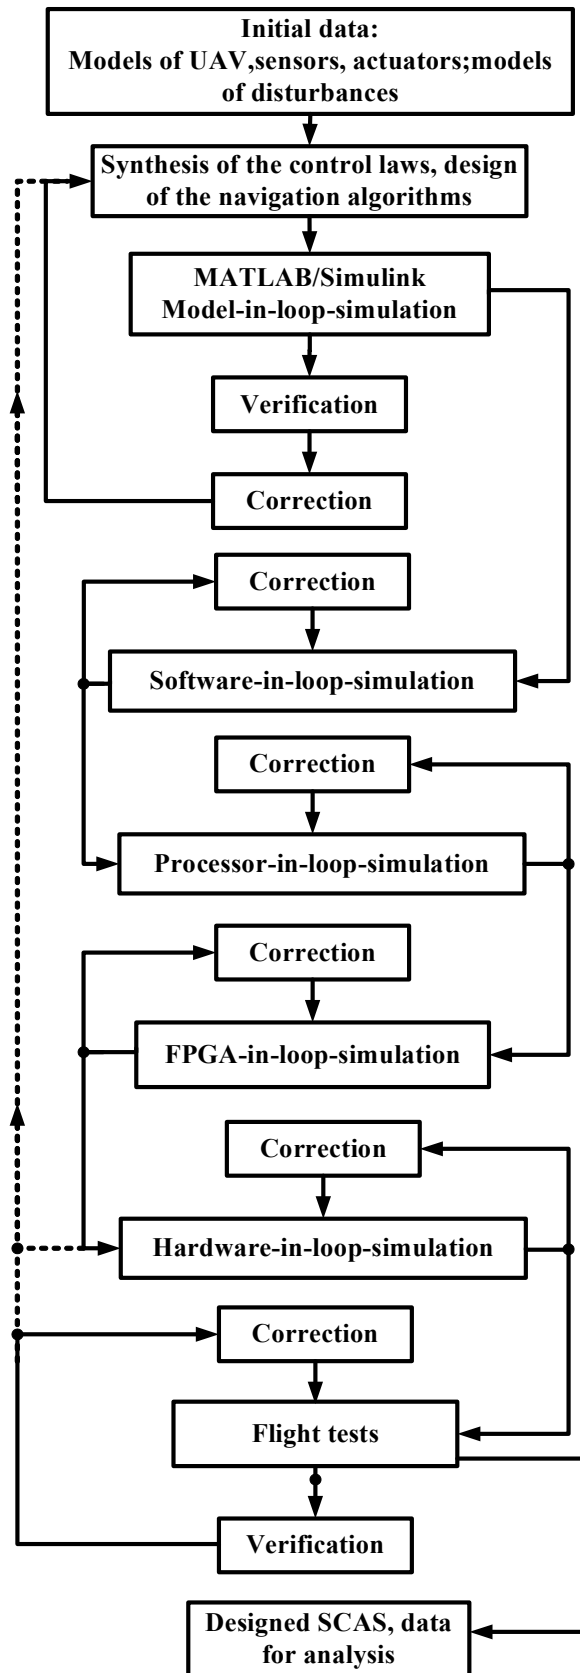 Initial data:
Models of UAV,sensors, actuators;models
of disturbances
Synthesis of the control laws, design
of the navigation algorithms
MATLAB/Simulink
Model-in-loop-simulation
Verification
Correction
Correction
Software-in-loop-simulation
Correction
Processor-in-loop-simulation
Correction
FPGA-in-loop-simulation
Correction
Hardware-in-loop-simulation
Correction
Flight tests
Verification
Designed SCAS, data
for analysis